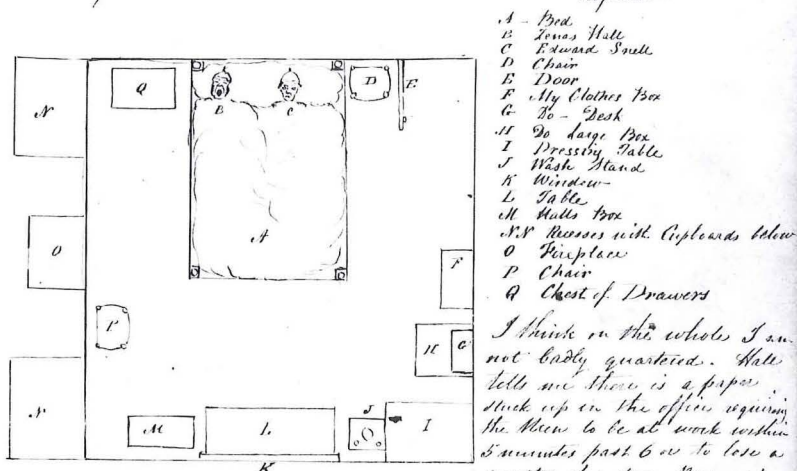 A - Bed
B Zenas Hall
C Edward Snell
D Chair
E Door
F My Clothes Box
G Do - Desk
H Do Large Box
I Dressing Table
J Wash Stand
K Window
L Table
M Halls Box
N.N Recesses with Cupboards below
O Fireplace
P Chair
Q Chest of Drawers
I think on the whole I am
not badly quartered. Hall
tells me there is a paper
stuck up in the office requiring
the Men to be at work within
5 minutes past 6 or to lose a
N
Q
B
C
D
E
A
O
F
P
H
G
N
M
L
J
I
K